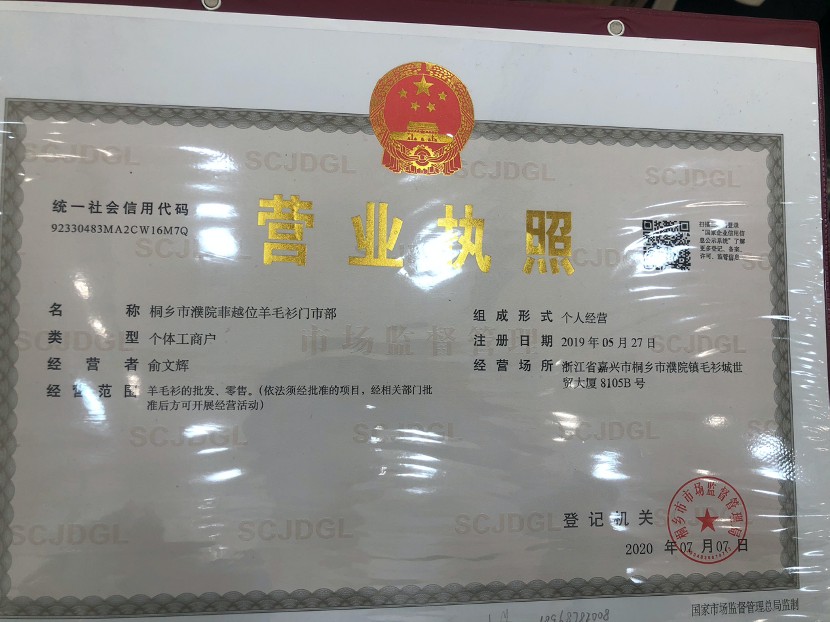 统一社会信用代码
92330483MA2CW16M7Q
营业执照
扫描二维码登录
“国家企业信用信
息公示系统”了解
更多登记、备案、
许可、监管信息
名 称 桐乡市濮院菲越位羊毛衫门市部
类 型 个体工商户
经 营 者 俞文辉
经 营 范 围 羊毛衫的批发、零售。(依法须经批准的项目，经相关部门批
准后方可开展经营活动)
组 成 形 式 个人经营
注 册 日 期 2019 年 05 月 27 日
经 营 场 所 浙江省嘉兴市桐乡市濮院镇毛衫城世
贸大厦 8105B 号
市场监督管理
SCJDGL
SCJDGL
SCJDGL
SCJDGL
SCJDGL
SCJDGL
SCJDGL
SCJDGL
SCJDGL
登 记 机 关
桐乡市市场监督管理局
2020 年 07 月 07 日
国家市场监督管理总局监制